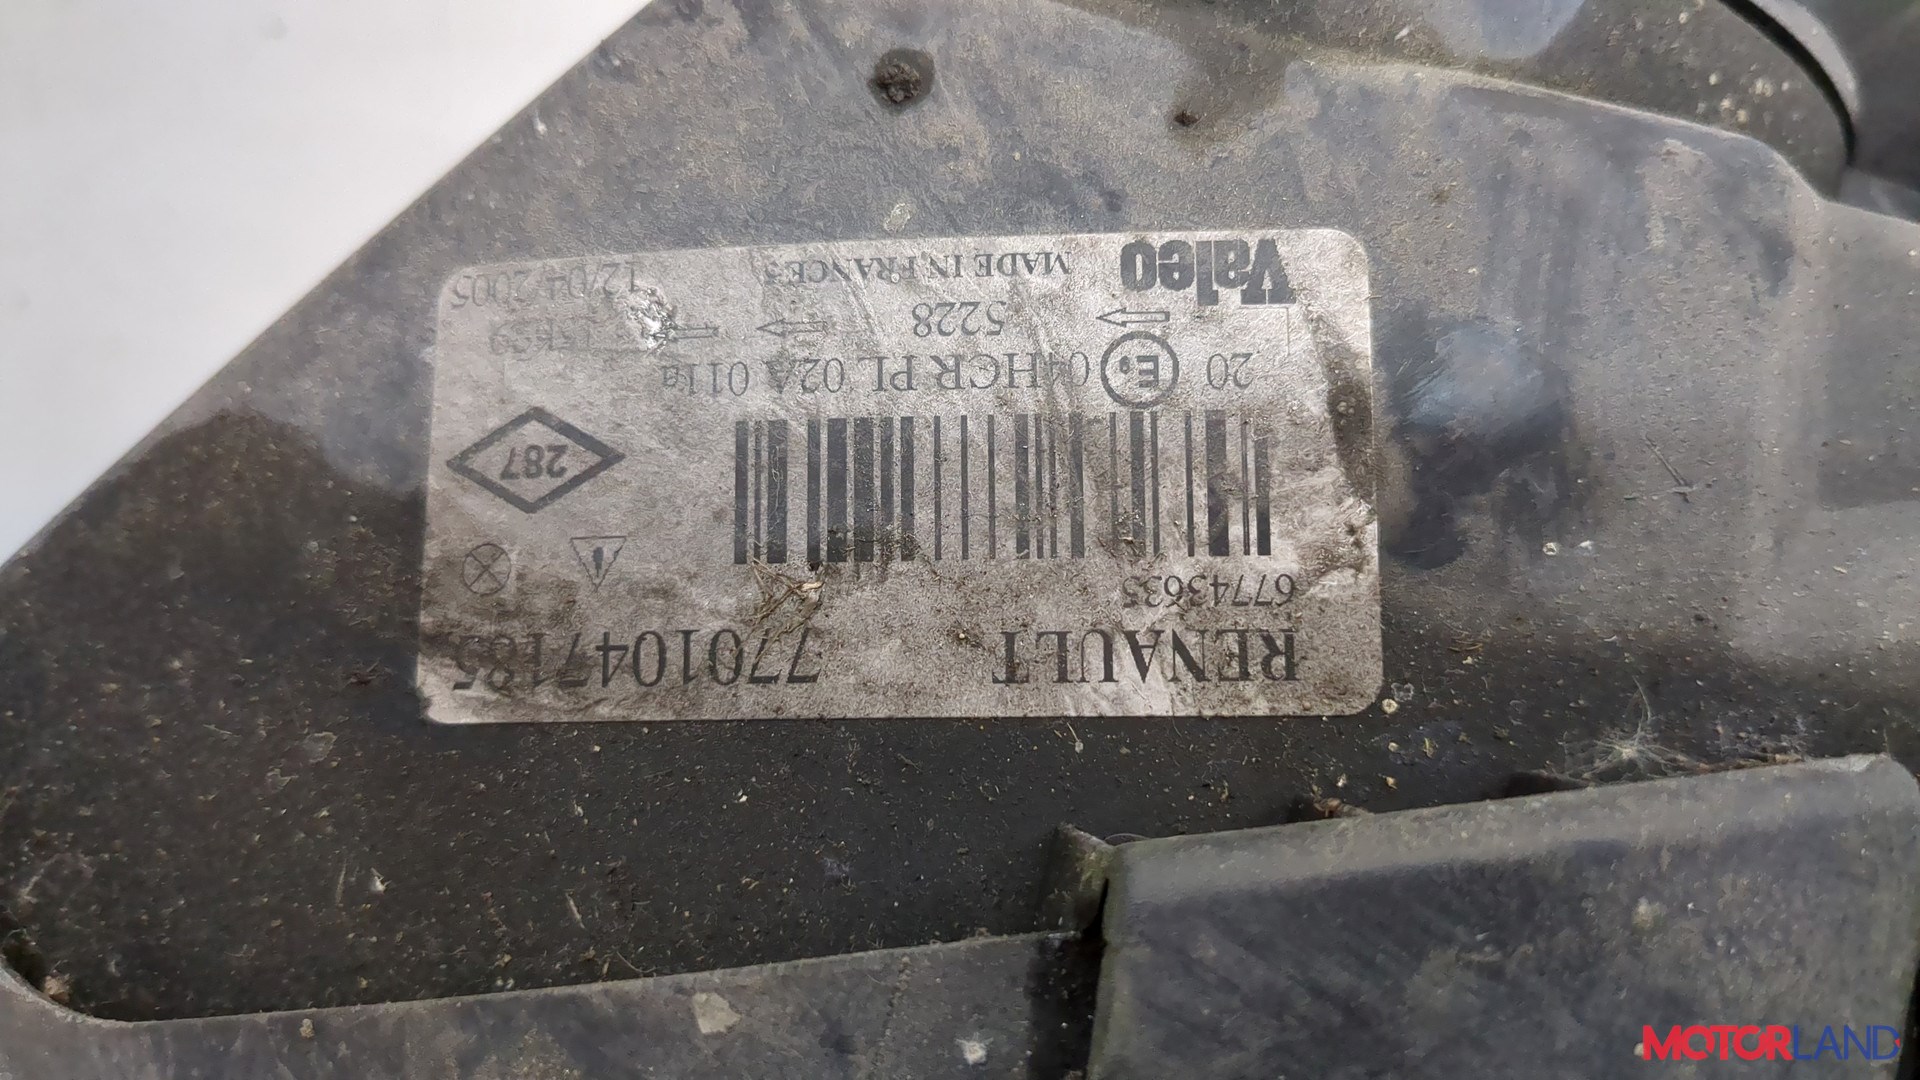 RENAULT 7701047185
67743635
287
20 E 04HCR PL 02A 011a
5228
Valeo MADE IN FRANCE 12/04/2005
MOTORLAND